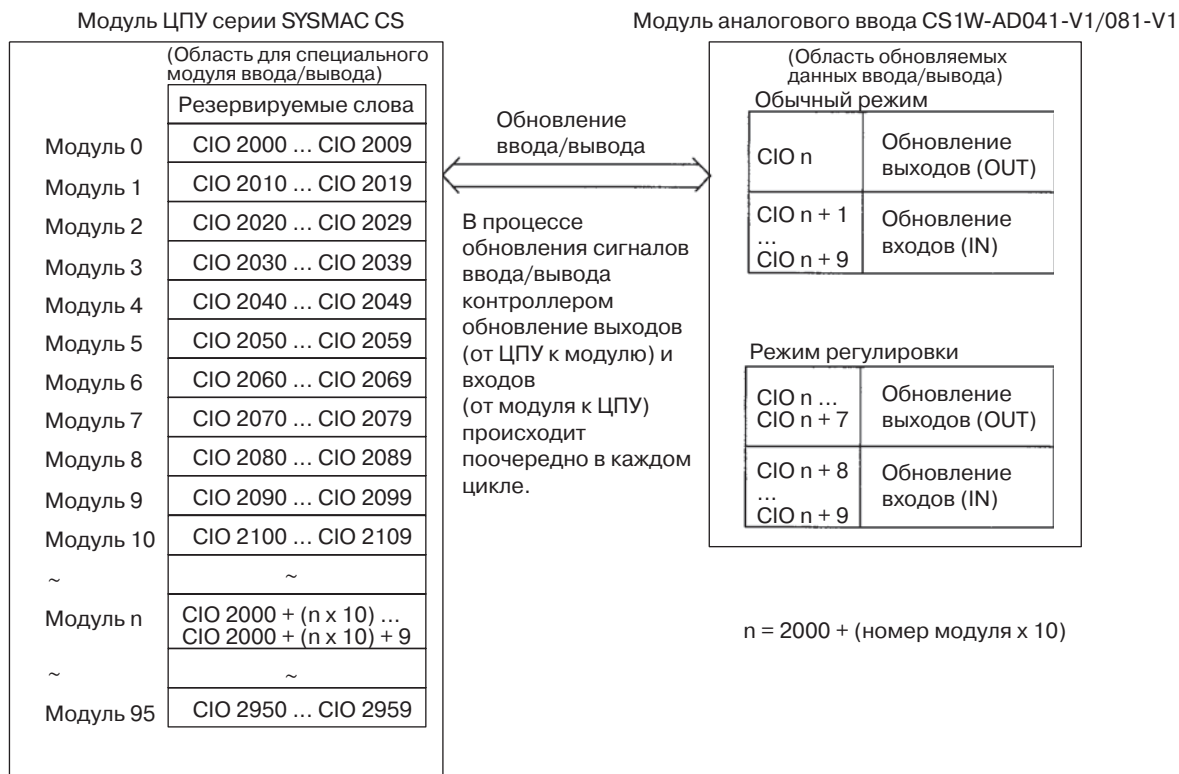 Модуль ЦПУ серии SYSMAC CS
(Область для специального
модуля ввода/вывода)
Резервируемые слова
Модуль 0 CIO 2000 … CIO 2009
Модуль 1 CIO 2010 … CIO 2019
Модуль 2 CIO 2020 … CIO 2029
Модуль 3 CIO 2030 … CIO 2039
Модуль 4 CIO 2040 … CIO 2049
Модуль 5 CIO 2050 … CIO 2059
Модуль 6 CIO 2060 … CIO 2069
Модуль 7 CIO 2070 … CIO 2079
Модуль 8 CIO 2080 … CIO 2089
Модуль 9 CIO 2090 … CIO 2099
Модуль 10 CIO 2100 … CIO 2109
~ ~
Модуль n CIO 2000 + (n x 10) …
CIO 2000 + (n x 10) + 9
~ ~
Модуль 95 CIO 2950 … CIO 2959
Обновление
ввода/вывода
В процессе
обновления сигналов
ввода/вывода
контроллером
обновление выходов
(от ЦПУ к модулю) и
входов
(от модуля к ЦПУ)
происходит
поочередно в каждом
цикле.
Модуль аналогового ввода CS1W-AD041-V1/081-V1
(Область обновляемых
данных ввода/вывода)
Обычный режим
CIO n
Обновление
выходов (OUT)
CIO n + 1
…
CIO n + 9
Обновление
входов (IN)
Режим регулировки
CIO n …
CIO n + 7
Обновление
выходов (OUT)
CIO n + 8
…
CIO n + 9
Обновление
входов (IN)
n = 2000 + (номер модуля x 10)